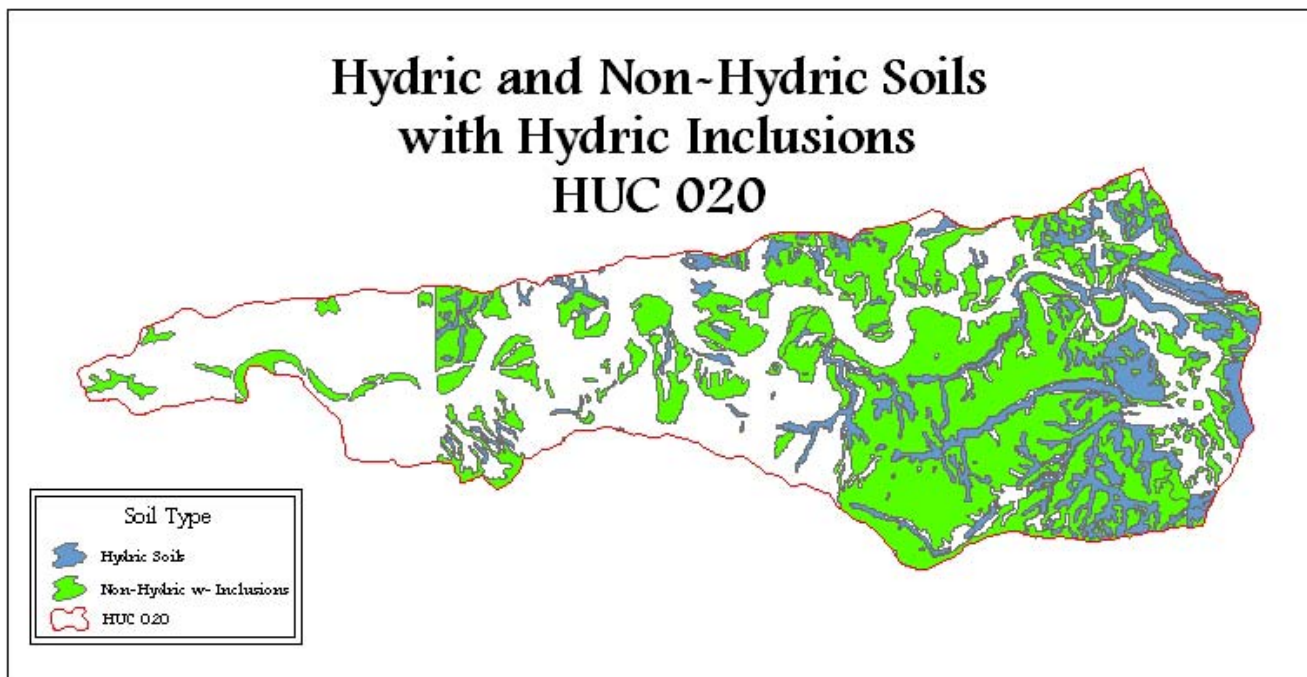 Hydric and Non-Hydric Soils
with Hydric Inclusions
HUC 020
Soil Type
Hydric Soils
Non-Hydric w- Inclusions
HUC 020